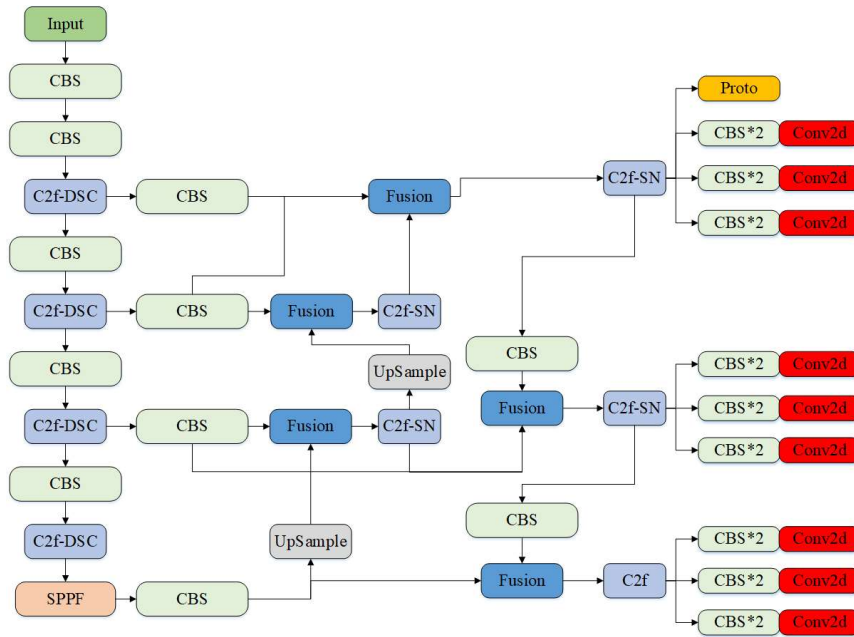 Input
CBS
CBS
C2f-DSC
CBS
C2f-DSC
CBS
C2f-DSC
CBS
C2f-DSC
SPPF
CBS
CBS
CBS
CBS
Fusion
Fusion
C2f-SN
UpSample
Fusion
C2f-SN
UpSample
C2f-SN
CBS
Fusion
C2f-SN
CBS
Fusion
C2f
Proto
CBS*2 Conv2d
CBS*2 Conv2d
CBS*2 Conv2d
CBS*2 Conv2d
CBS*2 Conv2d
CBS*2 Conv2d
CBS*2 Conv2d
CBS*2 Conv2d
CBS*2 Conv2d